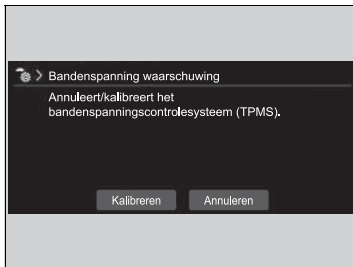 Bandenspanning waarschuwing
Annuleert/kalibreert het
bandenspanningscontrolesysteem (TPMS).
Kalibreren
Annuleren